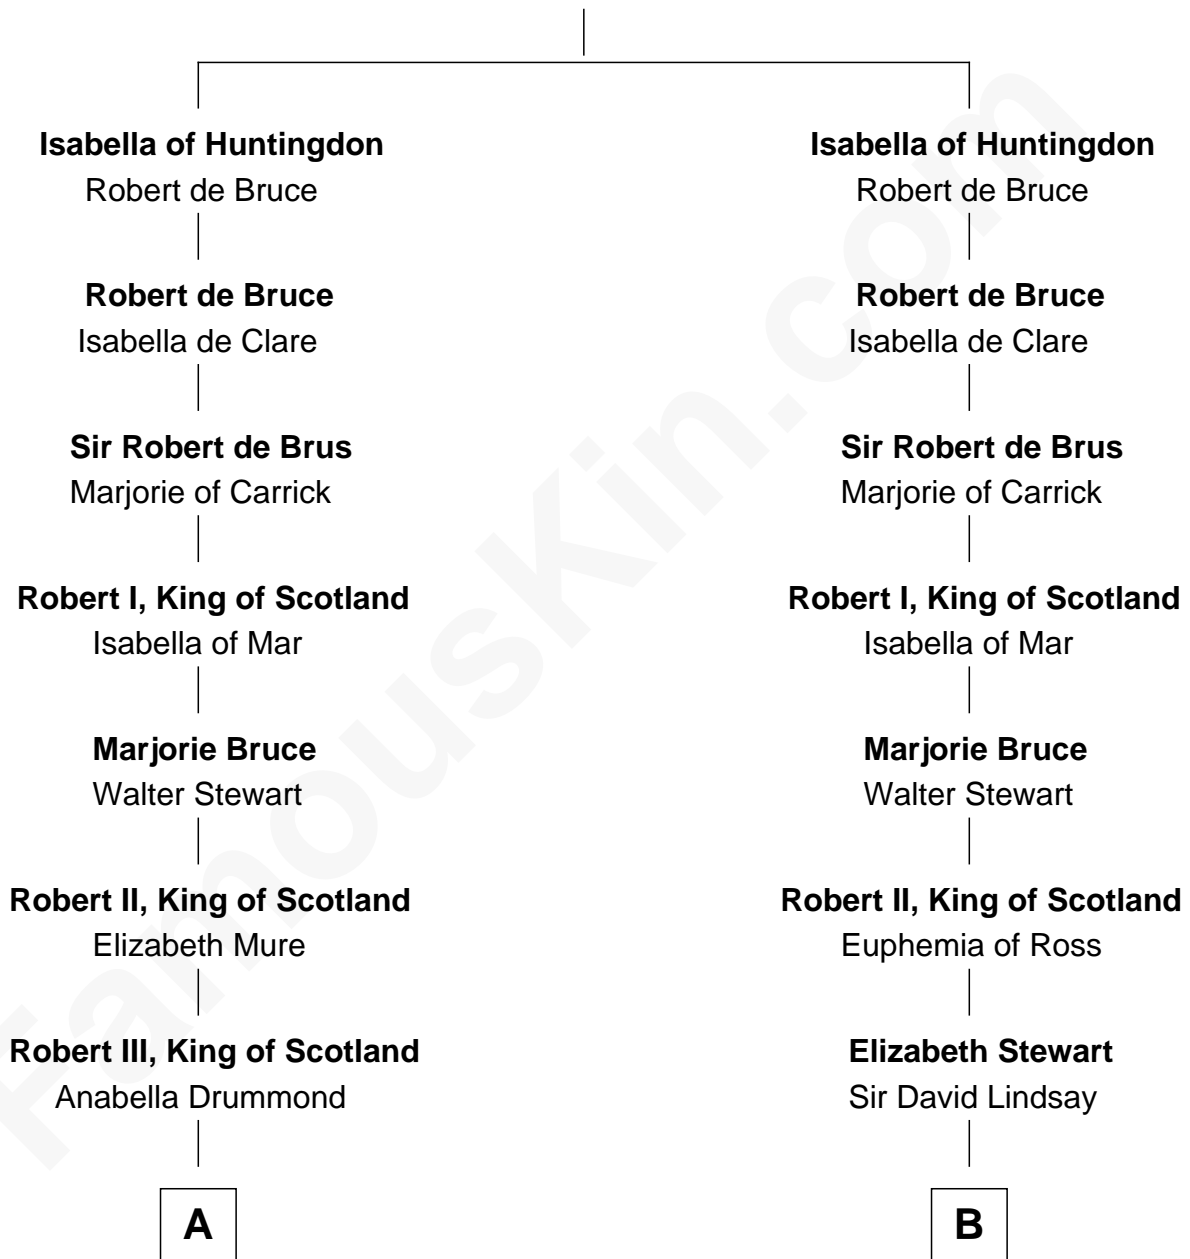 Isabella of Huntingdon
Robert de Bruce
Robert de Bruce
Isabella de Clare
Sir Robert de Brus
Marjorie of Carrick
Robert I, King of Scotland
Isabella of Mar
Marjorie Bruce
Walter Stewart
Robert II, King of Scotland
Elizabeth Mure
Robert III, King of Scotland
Anabella Drummond
A
Isabella of Huntingdon
Robert de Bruce
Robert de Bruce
Isabella de Clare
Sir Robert de Brus
Marjorie of Carrick
Robert I, King of Scotland
Isabella of Mar
Marjorie Bruce
Walter Stewart
Robert II, King of Scotland
Euphemia of Ross
Elizabeth Stewart
Sir David Lindsay
B
FamousKin.com